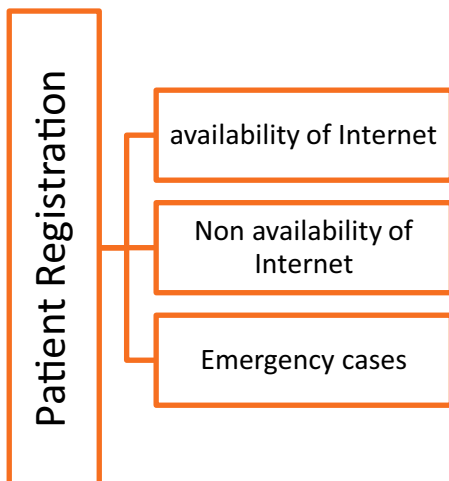 Patient Registration
availability of Internet
Non availability of
Internet
Emergency cases